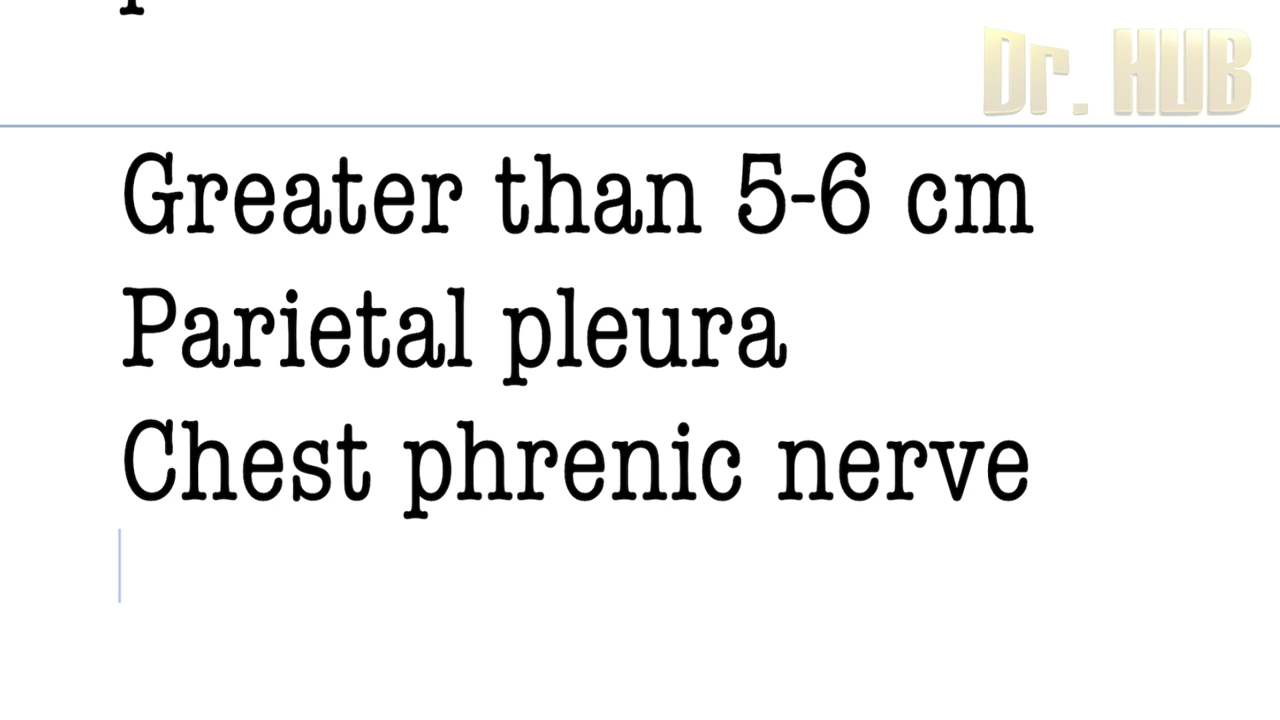 Dr. HUB
Greater than 5-6 cm
Parietal pleura
Chest phrenic nerve